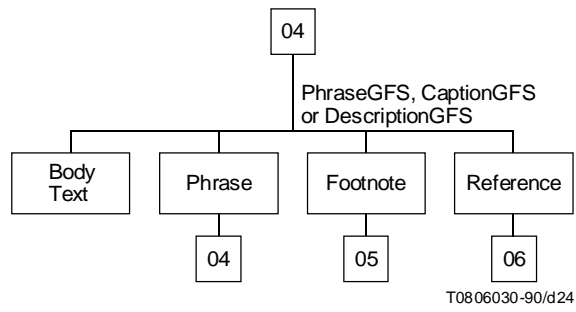 04
PhraseGFS, CaptionGFS
or DescriptionGFS
Body
Text
Phrase
Footnote
Reference
04
05
06
T0806030-90/d24